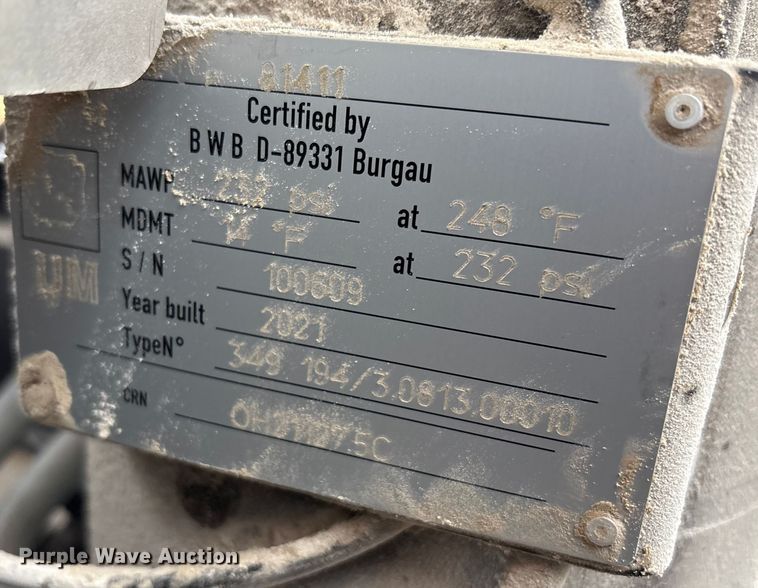 81411
Certified by
B W B D-89331 Burgau
MAWP 232 psi at 248 °F
MDMT 14 °F at 232 psi
UM
S / N 100609
Year built 2021
TypeN° 349 194/3.0813.00010
CRN
Purple Wave Auction